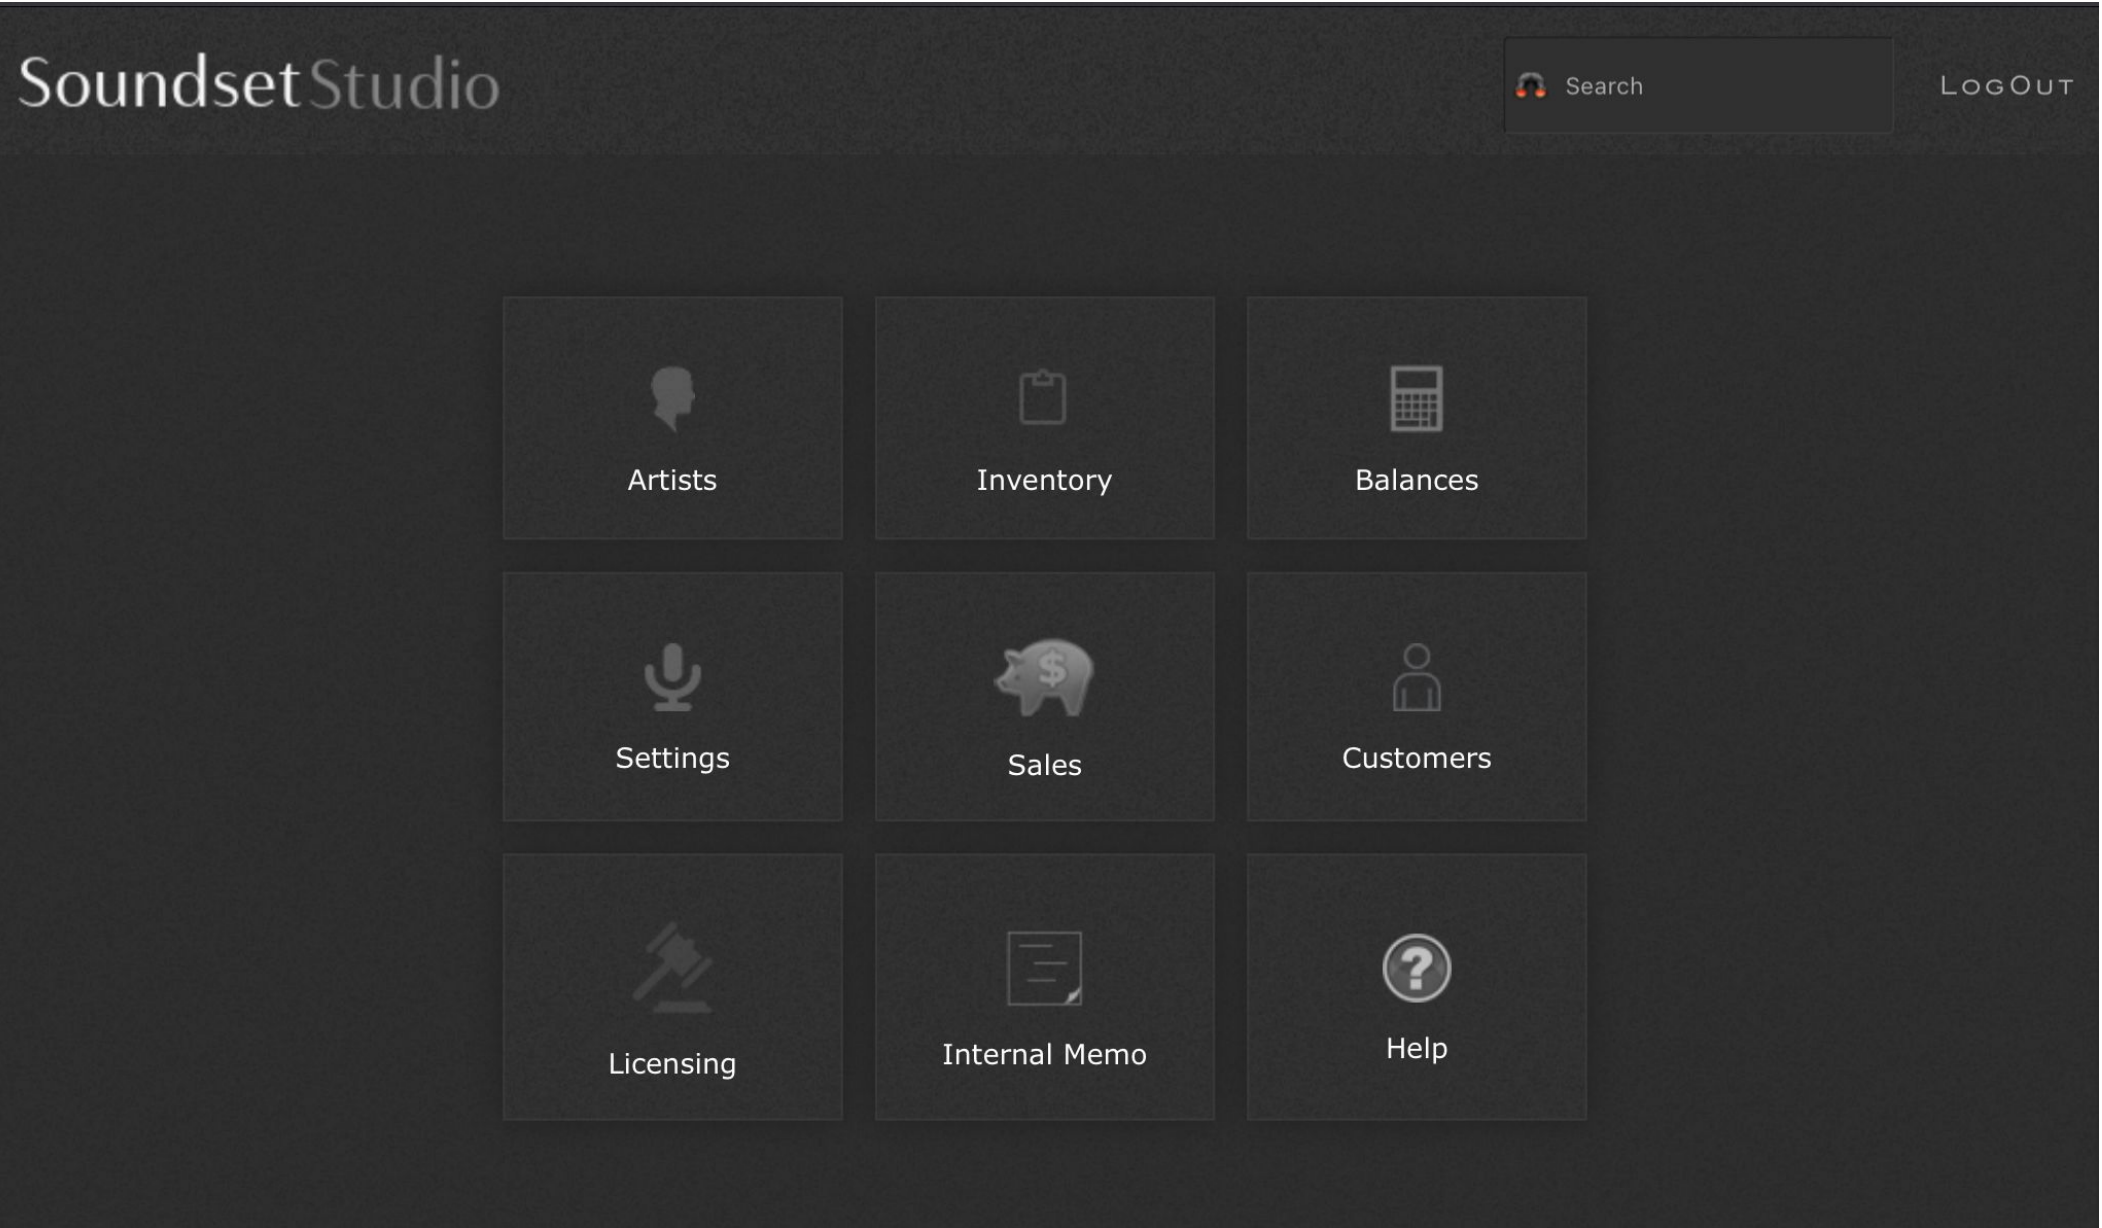 Soundset Studio
Search
LogOut
Artists
Inventory
Balances
$
Settings
Sales
Customers
?
Licensing
Internal Memo
Help